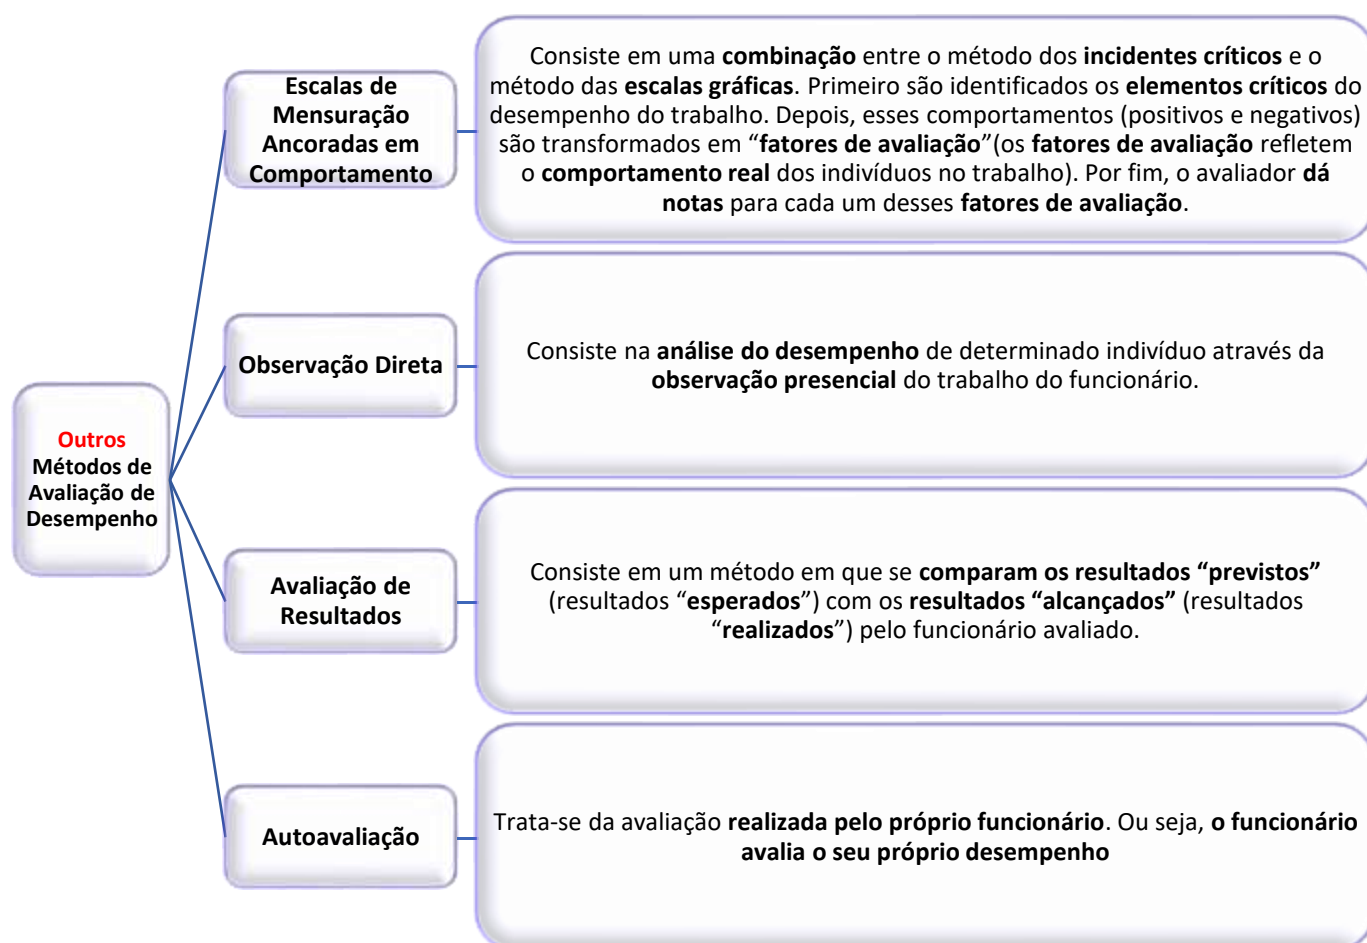 Outros
Métodos de
Avaliação de
Desempenho
Escalas de
Mensuração
Ancoradas em
Comportamento
Consiste em uma combinação entre o método dos incidentes críticos e o
método das escalas gráficas. Primeiro são identificados os elementos críticos do
desempenho do trabalho. Depois, esses comportamentos (positivos e negativos)
são transformados em “fatores de avaliação”(os fatores de avaliação refletem
o comportamento real dos indivíduos no trabalho). Por fim, o avaliador dá
notas para cada um desses fatores de avaliação.
Observação Direta
Consiste na análise do desempenho de determinado indivíduo através da
observação presencial do trabalho do funcionário.
Avaliação de
Resultados
Consiste em um método em que se comparam os resultados “previstos”
(resultados “esperados”) com os resultados “alcançados” (resultados
“realizados”) pelo funcionário avaliado.
Autoavaliação
Trata-se da avaliação realizada pelo próprio funcionário. Ou seja, o funcionário
avalia o seu próprio desempenho